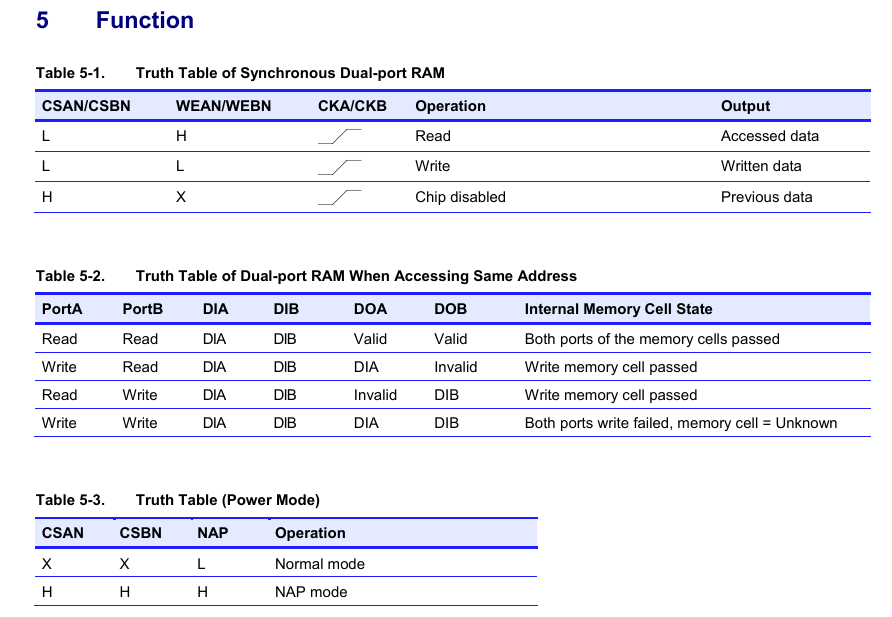 5 Function
Table 5-1. Truth Table of Synchronous Dual-port RAM
CSAN/CSBN WEAN/WEBN CKA/CKB Operation Output
L H Read Accessed data
L L Write Written data
H X Chip disabled Previous data
Table 5-2. Truth Table of Dual-port RAM When Accessing Same Address
PortA PortB DIA DIB DOA DOB Internal Memory Cell State
Read Read DIA DIB Valid Valid Both ports of the memory cells passed
Write Read DIA DIB DIA Invalid Write memory cell passed
Read Write DIA DIB Invalid DIB Write memory cell passed
Write Write DIA DIB DIA DIB Both ports write failed, memory cell = Unknown
Table 5-3. Truth Table (Power Mode)
CSAN CSBN NAP Operation
X X L Normal mode
H H H NAP mode